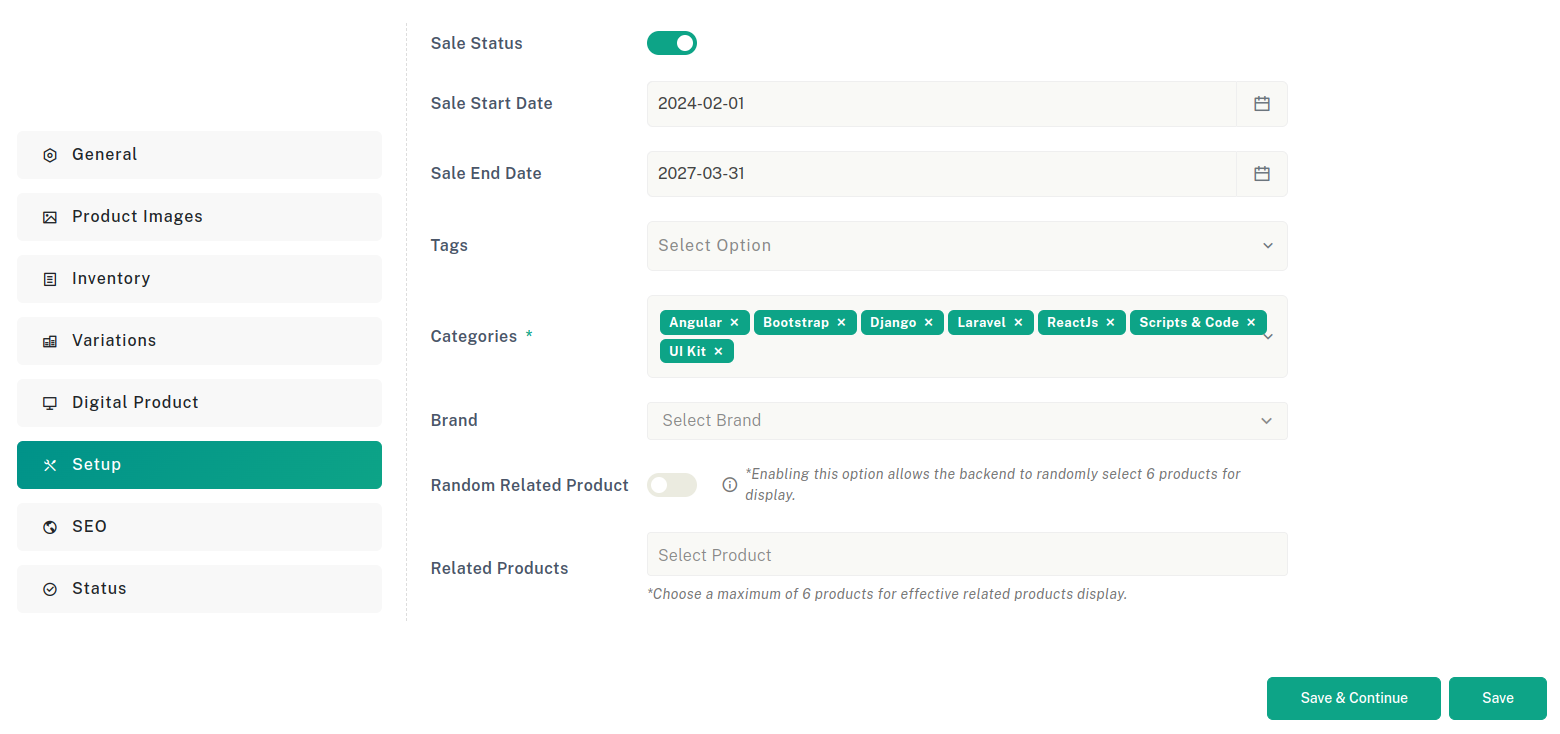 General
Product Images
Inventory
Variations
Digital Product
Setup
SEO
Status
Sale Status
Sale Start Date
2024-02-01
Sale End Date
2027-03-31
Tags
Select Option
Categories *
Angular × Bootstrap × Django × Laravel × ReactJs × Scripts & Code ×
UI Kit ×
Brand
Select Brand
Random Related Product
*Enabling this option allows the backend to randomly select 6 products for
display.
Related Products
Select Product
*Choose a maximum of 6 products for effective related products display.
Save & Continue
Save